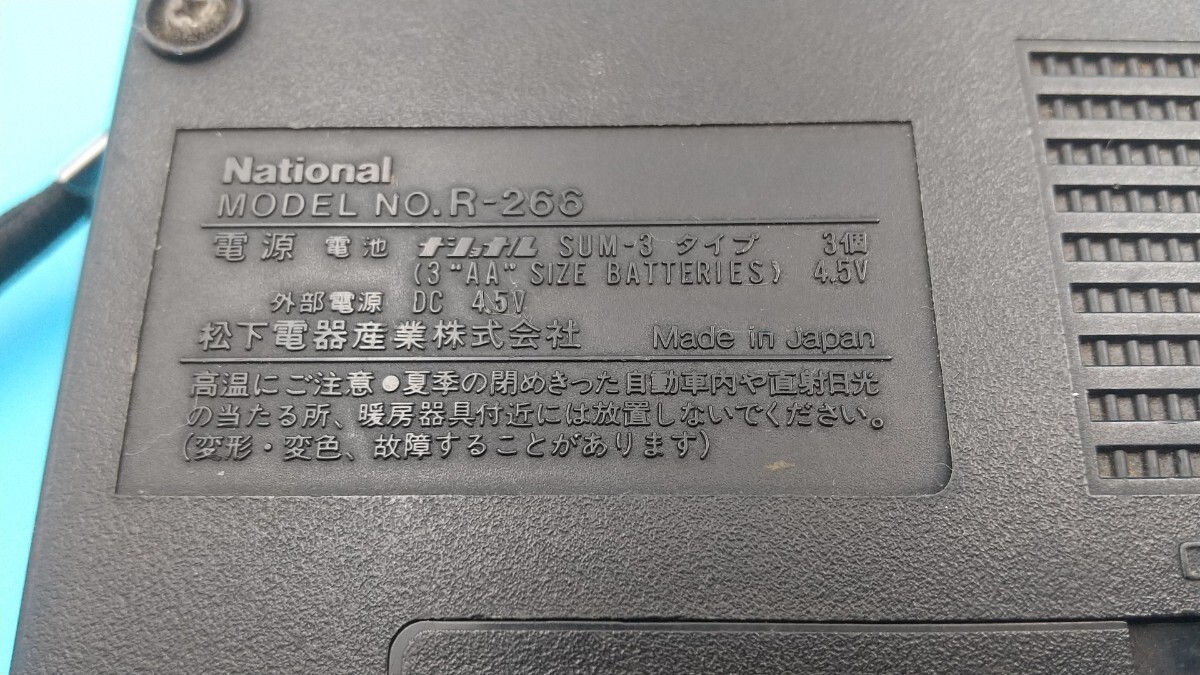 National
MODEL NO. R-266
電源 電池 ナショナル SUM-3 タイプ 3個
(3 "AA" SIZE BATTERIES) 4.5V
外部電源 DC 4.5V
松下電器産業株式会社 Made in Japan
高温にご注意●夏季の閉めきった自動車内や直射日光
の当たる所、暖房器具付近には放置しないでください。
(変形・変色、故障することがあります)